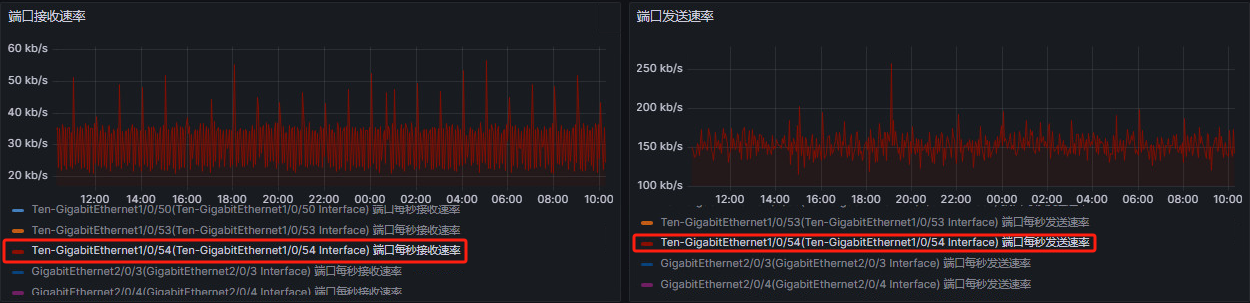 端口接收速率
60 kb/s
50 kb/s
40 kb/s
30 kb/s
20 kb/s
12:00 14:00 16:00 18:00 20:00 22:00 00:00 02:00 04:00 06:00 08:00 10:00
Ten-GigabitEthernet1/0/50(Ten-GigabitEthernet1/0/50 Interface) 端口每秒接收速率
Ten-GigabitEthernet1/0/53(Ten-GigabitEthernet1/0/53 Interface) 端口每秒接收速率
Ten-GigabitEthernet1/0/54(Ten-GigabitEthernet1/0/54 Interface) 端口每秒接收速率
GigabitEthernet2/0/3(GigabitEthernet2/0/3 Interface) 端口每秒接收速率
GigabitEthernet2/0/4(GigabitEthernet2/0/4 Interface) 端口每秒接收速率
端口发送速率
250 kb/s
200 kb/s
150 kb/s
100 kb/s
12:00 14:00 16:00 18:00 20:00 22:00 00:00 02:00 04:00 06:00 08:00 10:00
Ten-GigabitEthernet1/0/53(Ten-GigabitEthernet1/0/53 Interface) 端口每秒发送速率
Ten-GigabitEthernet1/0/54(Ten-GigabitEthernet1/0/54 Interface) 端口每秒发送速率
GigabitEthernet2/0/3(GigabitEthernet2/0/3 Interface) 端口每秒发送速率
GigabitEthernet2/0/4(GigabitEthernet2/0/4 Interface) 端口每秒发送速率